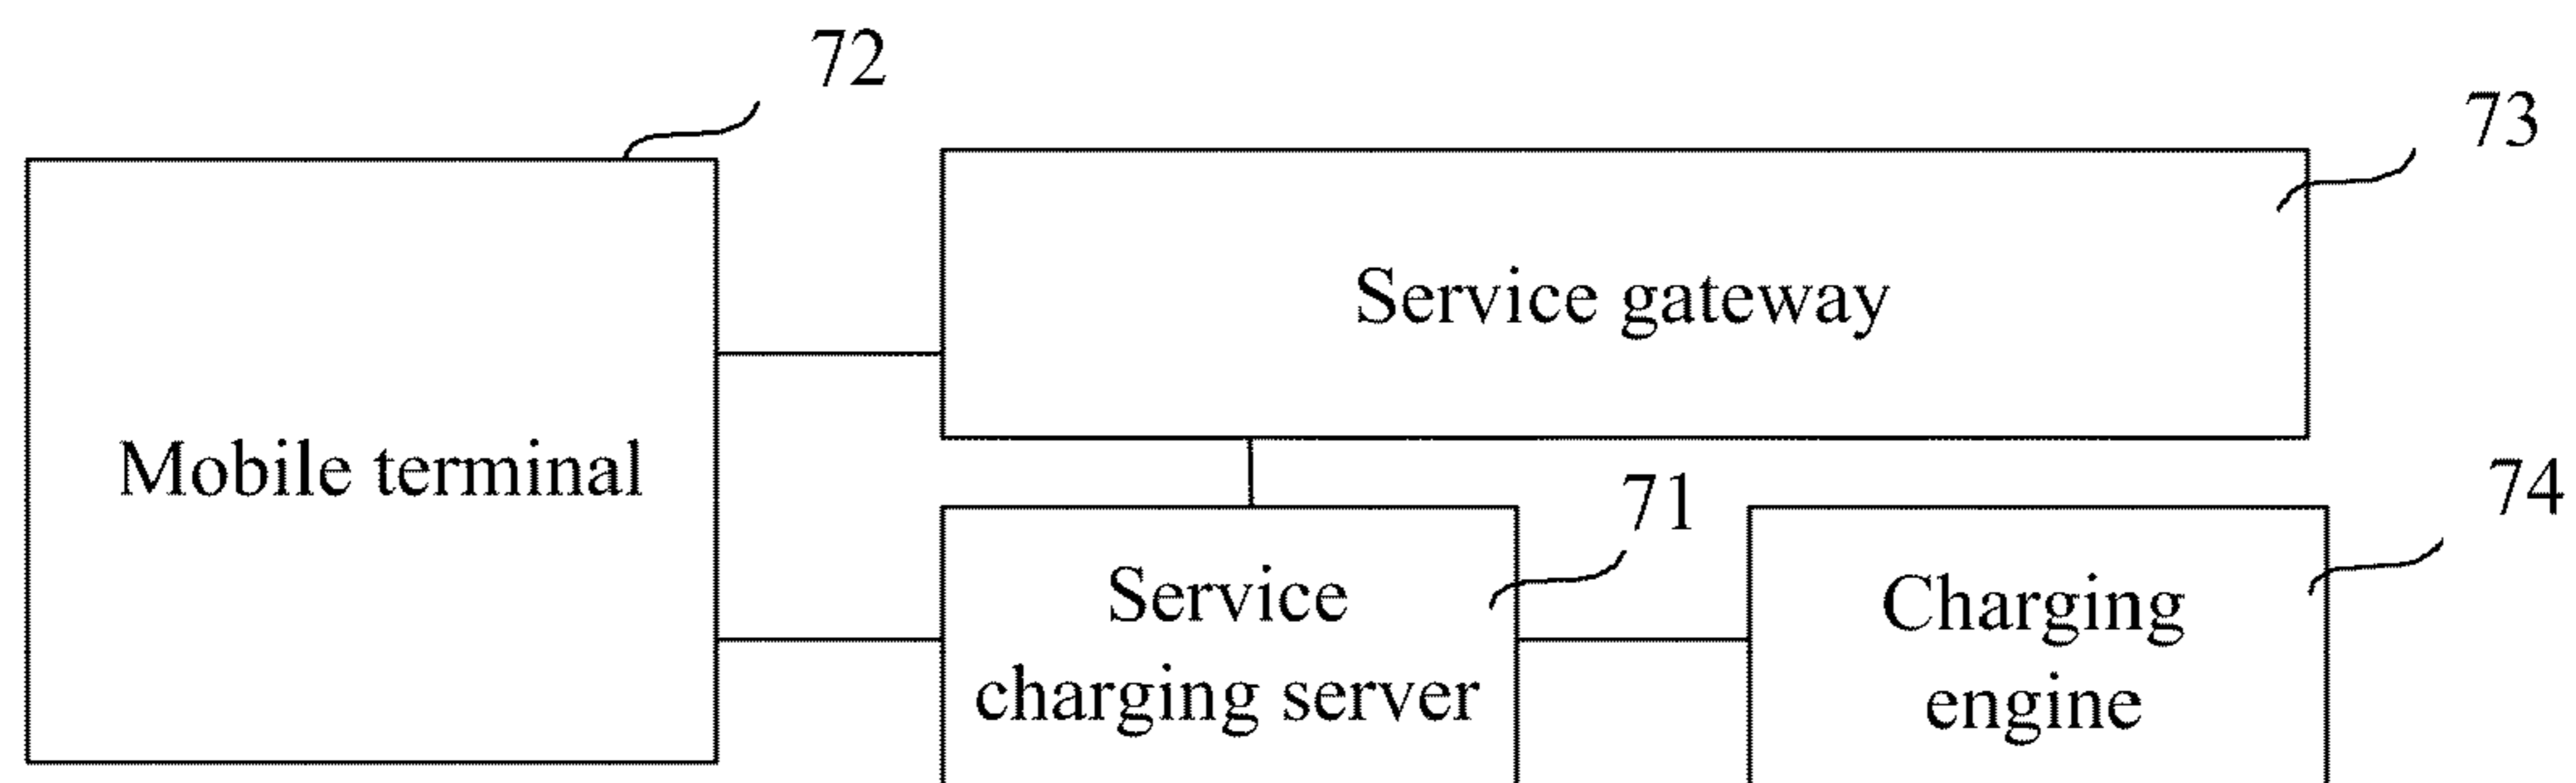 72
73
Service gateway
Mobile terminal
71
74
Service
charging server
Charging
engine